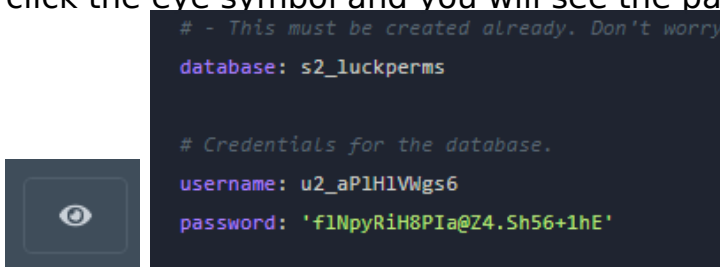 click the eye symbol and you will see the pa
# - This must be created already. Don't worry
database: s2_luckperms
# Credentials for the database.
username: u2_aPlHlVWgs6
password: 'flNpyRiH8PIa@Z4.Sh56+1hE'